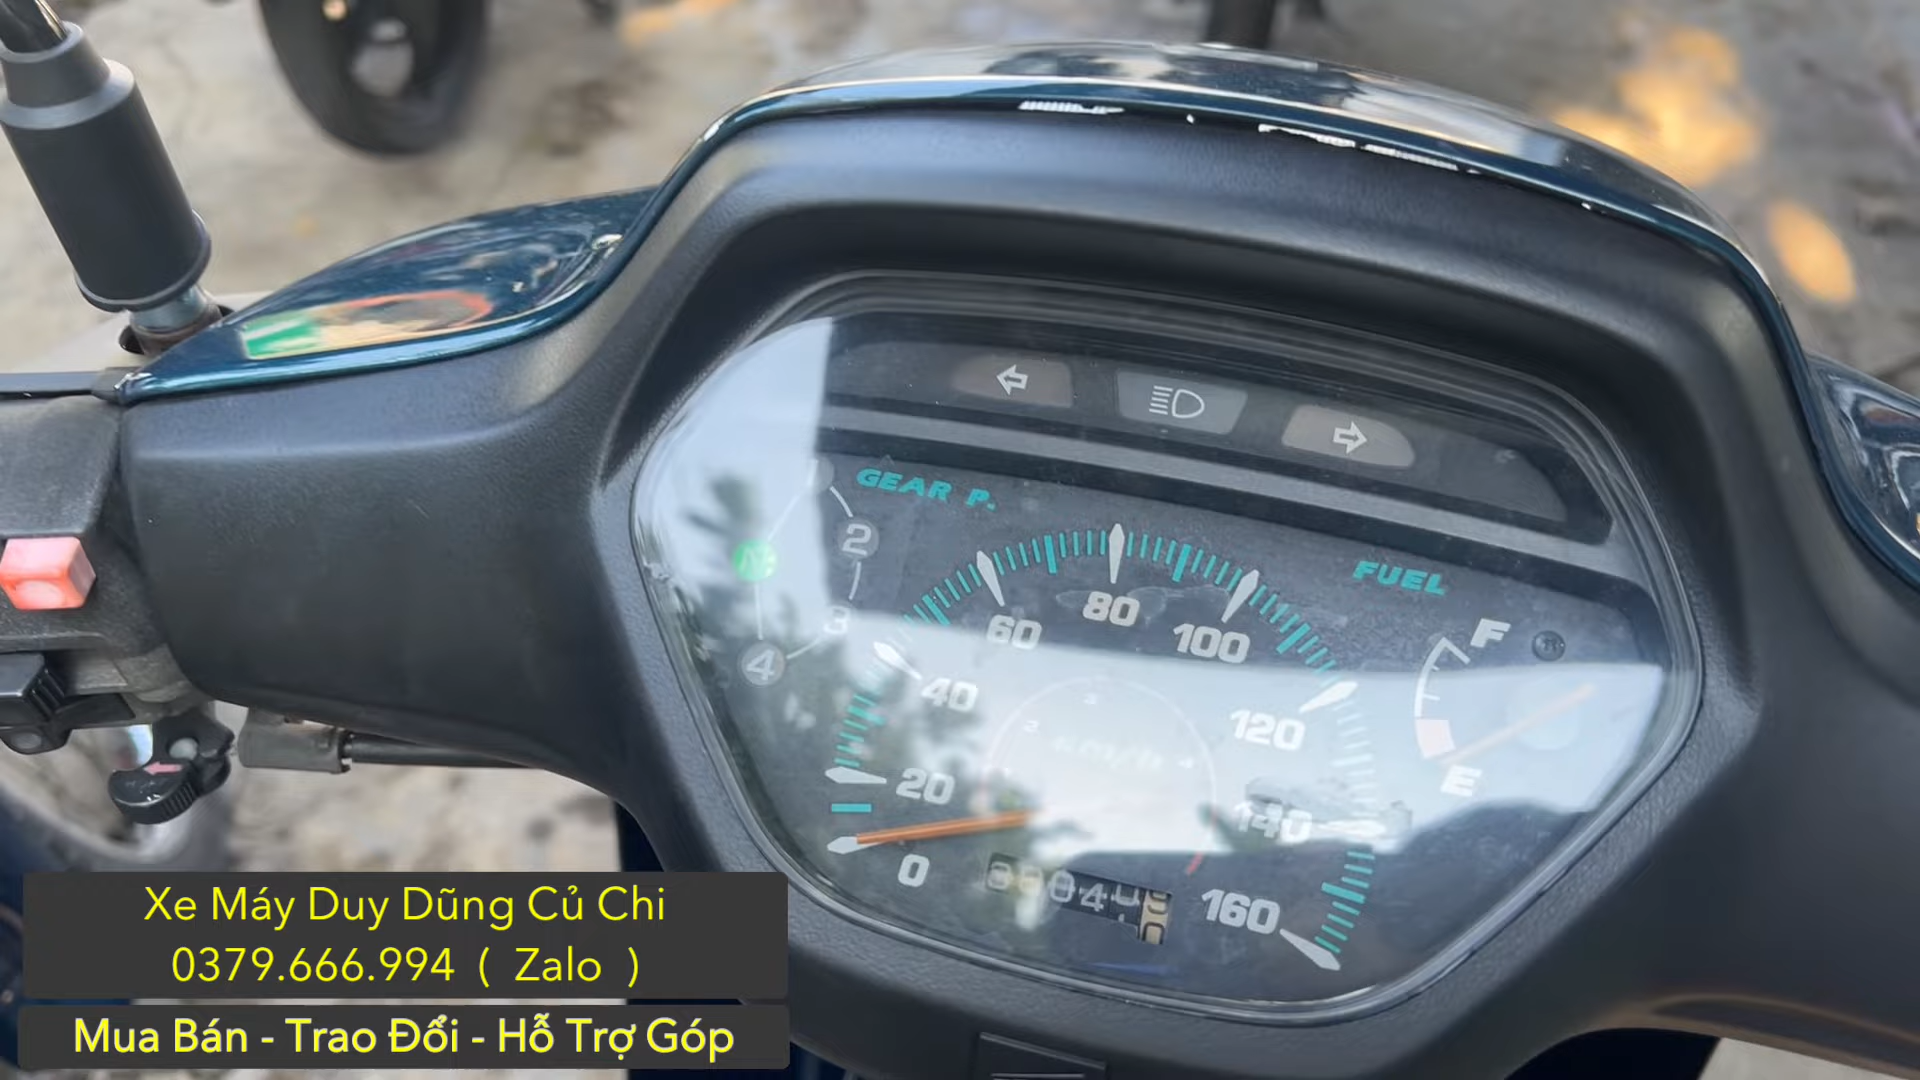 GEAR P.
2
N
3
4
FUEL
F
E
0
20
40
60
80
100
120
140
160
km/h
Xe Máy Duy Dũng Củ Chi
0379.666.994 ( Zalo )
Mua Bán - Trao Đổi - Hỗ Trợ Góp